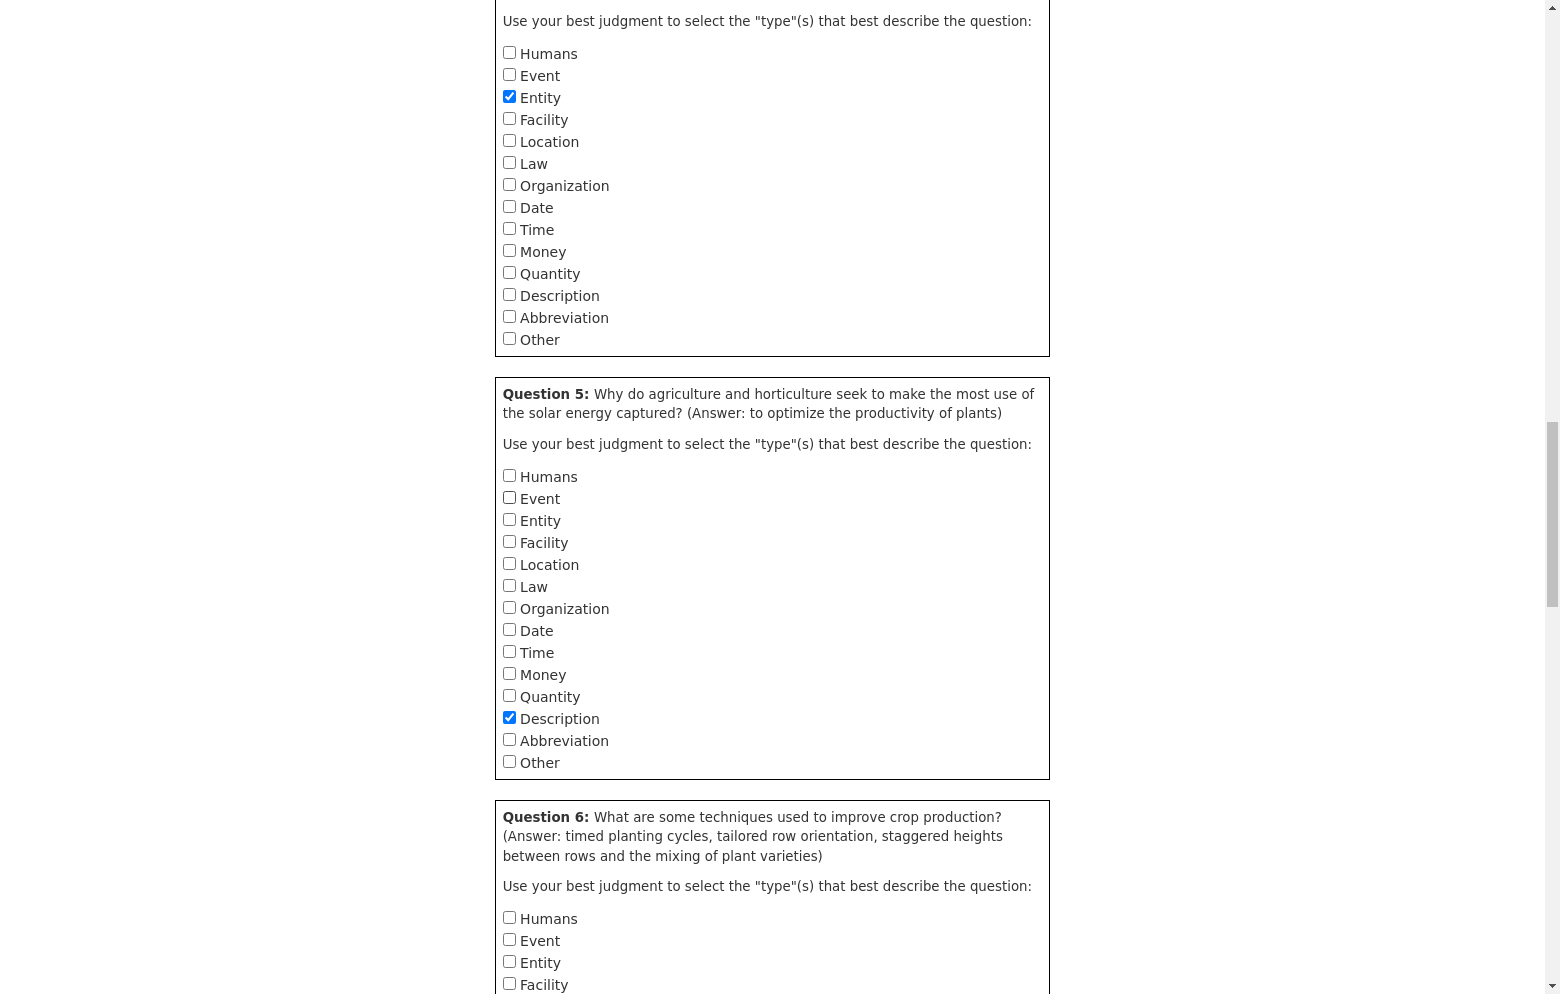 Use your best judgment to select the "type"(s) that best describe the question:
Humans
Event
Entity
Facility
Location
Law
Organization
Date
Time
Money
Quantity
Description
Abbreviation
Other
Question 5: Why do agriculture and horticulture seek to make the most use of
the solar energy captured? (Answer: to optimize the productivity of plants)
Use your best judgment to select the "type"(s) that best describe the question:
Humans
Event
Entity
Facility
Location
Law
Organization
Date
Time
Money
Quantity
Description
Abbreviation
Other
Question 6: What are some techniques used to improve crop production?
(Answer: timed planting cycles, tailored row orientation, staggered heights
between rows and the mixing of plant varieties)
Use your best judgment to select the "type"(s) that best describe the question:
Humans
Event
Entity
Facility